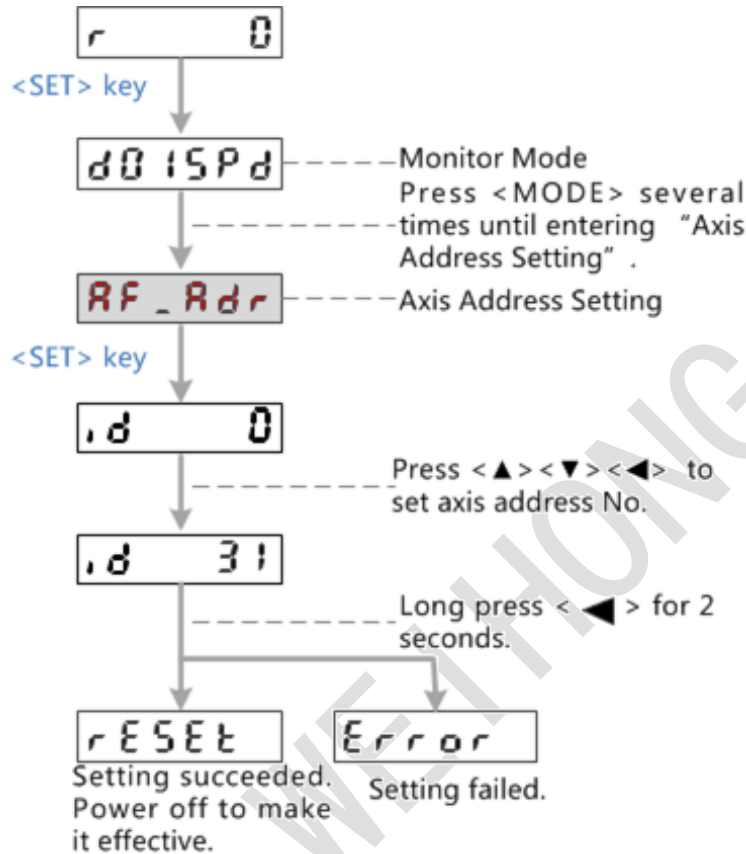 r 0
<SET> key
d01SPd
Monitor Mode
Press <MODE> several
times until entering “Axis
Address Setting” .
AF_Adr
Axis Address Setting
<SET> key
id 0
Press <▲><▼><◀> to
set axis address No.
id 31
Long press <◀> for 2
seconds.
rESEt
Error
Setting succeeded.
Power off to make
it effective.
Setting failed.
WEIHONG